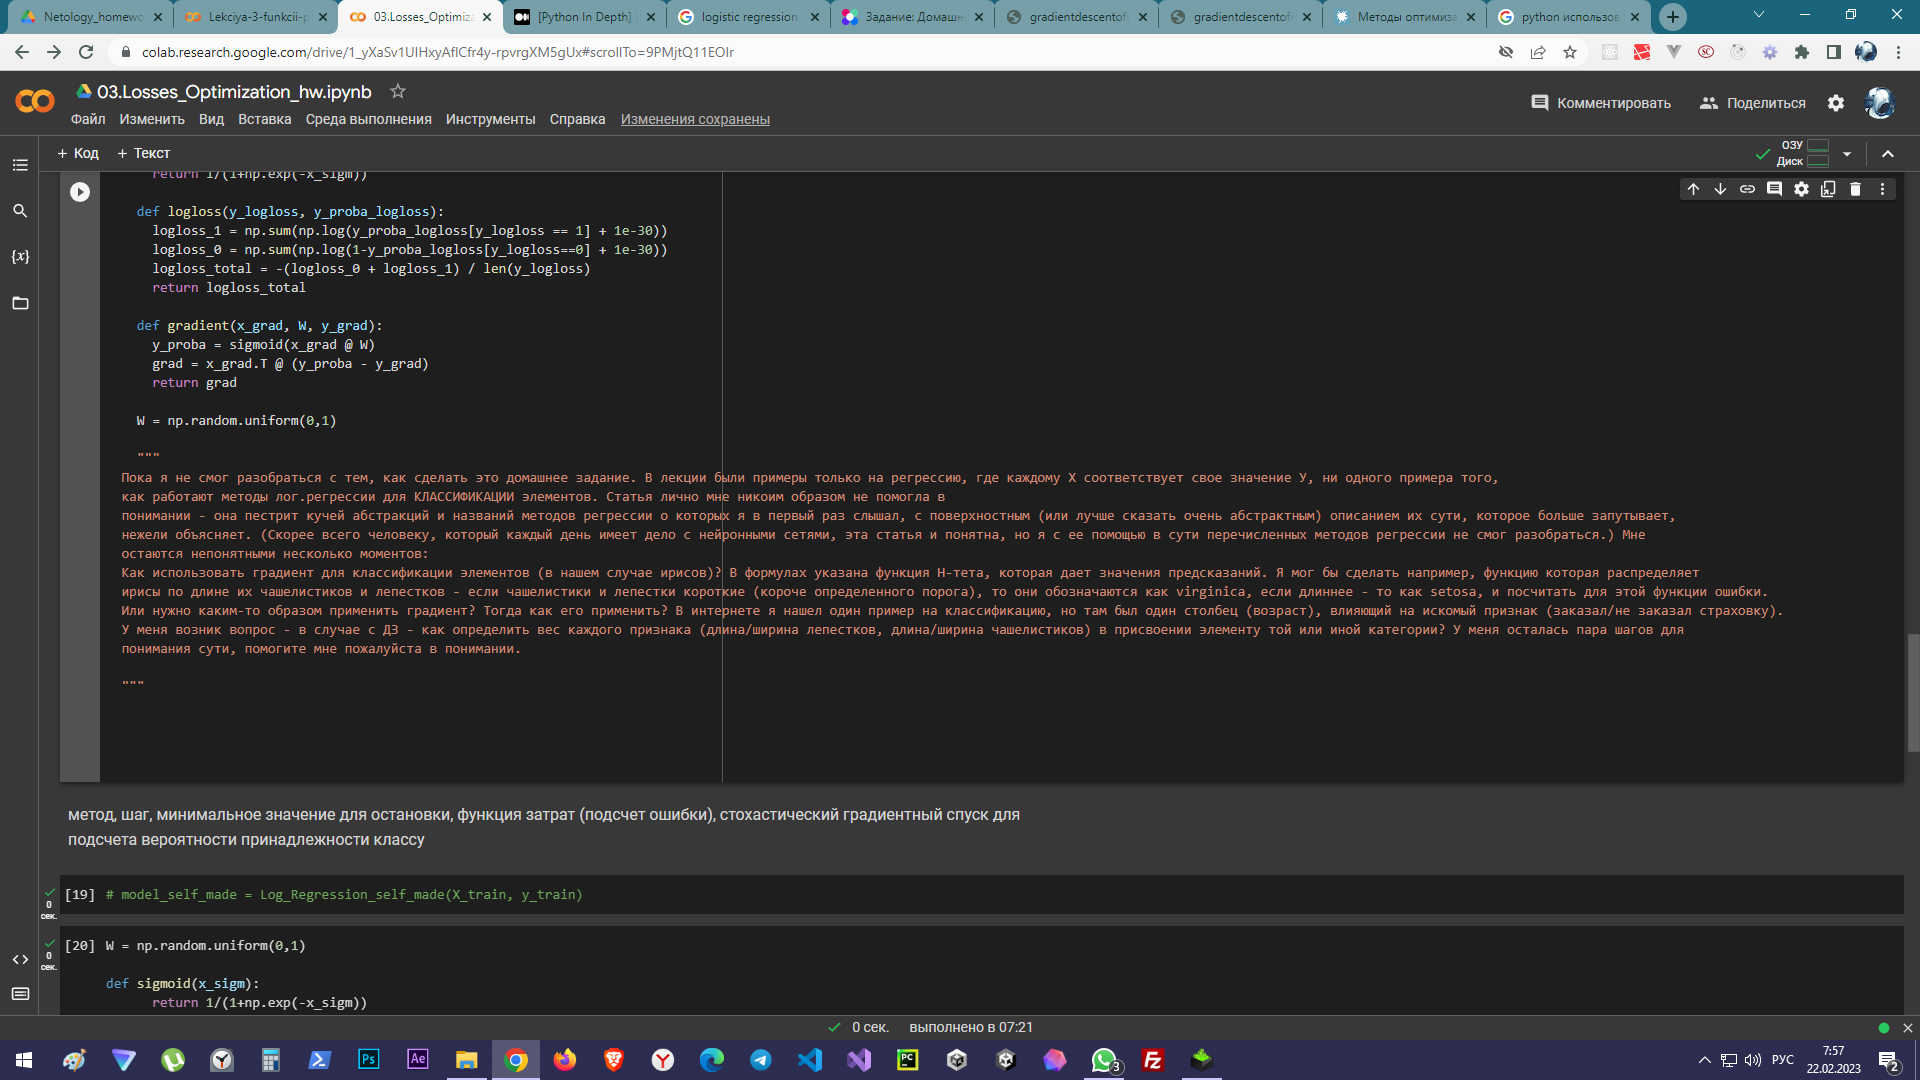 Netology_homewo
Lekciya-3-funkcii-p
03.Losses_Optimiza
[Python In Depth]
logistic regression
Задание: Домашн
gradientdescentofr
gradientdescentofr
Методы оптимиза
python использов
colab.research.google.com/drive/1_yXaSv1UlHxyAflCfr4y-rpvrgXM5gUx#scrollTo=9PMjtQ11EOIr
03.Losses_Optimization_hw.ipynb
Комментировать
Поделиться
Файл Изменить Вид Вставка Среда выполнения Инструменты Справка Изменения сохранены
+ Код + Текст
ОЗУ
Диск
return 1/(1+np.exp(-x_sigm))
def logloss(y_logloss, y_proba_logloss):
logloss_1 = np.sum(np.log(y_proba_logloss[y_logloss == 1] + 1e-30))
logloss_0 = np.sum(np.log(1-y_proba_logloss[y_logloss==0] + 1e-30))
logloss_total = -(logloss_0 + logloss_1) / len(y_logloss)
return logloss_total
def gradient(x_grad, W, y_grad):
y_proba = sigmoid(x_grad @ W)
grad = x_grad.T @ (y_proba - y_grad)
return grad
W = np.random.uniform(0,1)
"""
Пока я не смог разобраться с тем, как сделать это домашнее задание. В лекции были примеры только на регрессию, где каждому Х соответствует свое значение У, ни одного примера того,
как работают методы лог.регрессии для КЛАССИФИКАЦИИ элементов. Статья лично мне никоим образом не помогла в
понимании - она пестрит кучей абстракций и названий методов регрессии о которых я в первый раз слышал, с поверхностным (или лучше сказать очень абстрактным) описанием их сути, которое больше запутывает,
нежели объясняет. (Скорее всего человеку, который каждый день имеет дело с нейронными сетями, эта статья и понятна, но я с ее помощью в сути перечисленных методов регрессии не смог разобраться.) Мне
остаются непонятными несколько моментов:
Как использовать градиент для классификации элементов (в нашем случае ирисов)? В формулах указана функция Н-тета, которая дает значения предсказаний. Я мог бы сделать например, функцию которая распределяет
ирисы по длине их чашелистиков и лепестков - если чашелистики и лепестки короткие (короче определенного порога), то они обозначаются как virginica, если длиннее - то как setosa, и посчитать для этой функции ошибки.
Или нужно каким-то образом применить градиент? Тогда как его применить? В интернете я нашел один пример на классификацию, но там был один столбец (возраст), влияющий на искомый признак (заказал/не заказал страховку).
У меня возник вопрос - в случае с ДЗ - как определить вес каждого признака (длина/ширина лепестков, длина/ширина чашелистиков) в присвоении элементу той или иной категории? У меня осталась пара шагов для
понимания сути, помогите мне пожалуйста в понимании.
"""
метод, шаг, минимальное значение для остановки, функция затрат (подсчет ошибки), стохастический градиентный спуск для
подсчета вероятности принадлежности классу
0
сек.
[19] # model_self_made = Log_Regression_self_made(X_train, y_train)
0
сек.
[20] W = np.random.uniform(0,1)
def sigmoid(x_sigm):
return 1/(1+np.exp(-x_sigm))
0 сек. выполнено в 07:21
Ps
Ae
PC
3
Fz
РУС
7:57
22.02.2023
2